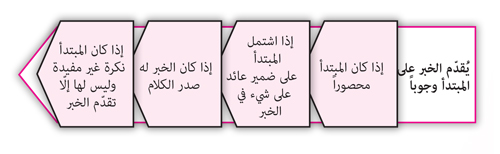 يُقدّم الخبر على
المبتدأ وجوباً
إذا كان المبتدأ
محصوراً
إذا اشتمل
المبتدأ
على ضمير عائد
على شيء في
الخبر
إذا كان الخبر له
صدر الكلام
إذا كان المبتدأ
نكرة غير مفيدة
وليس لها إلا
تقدّم الخبر